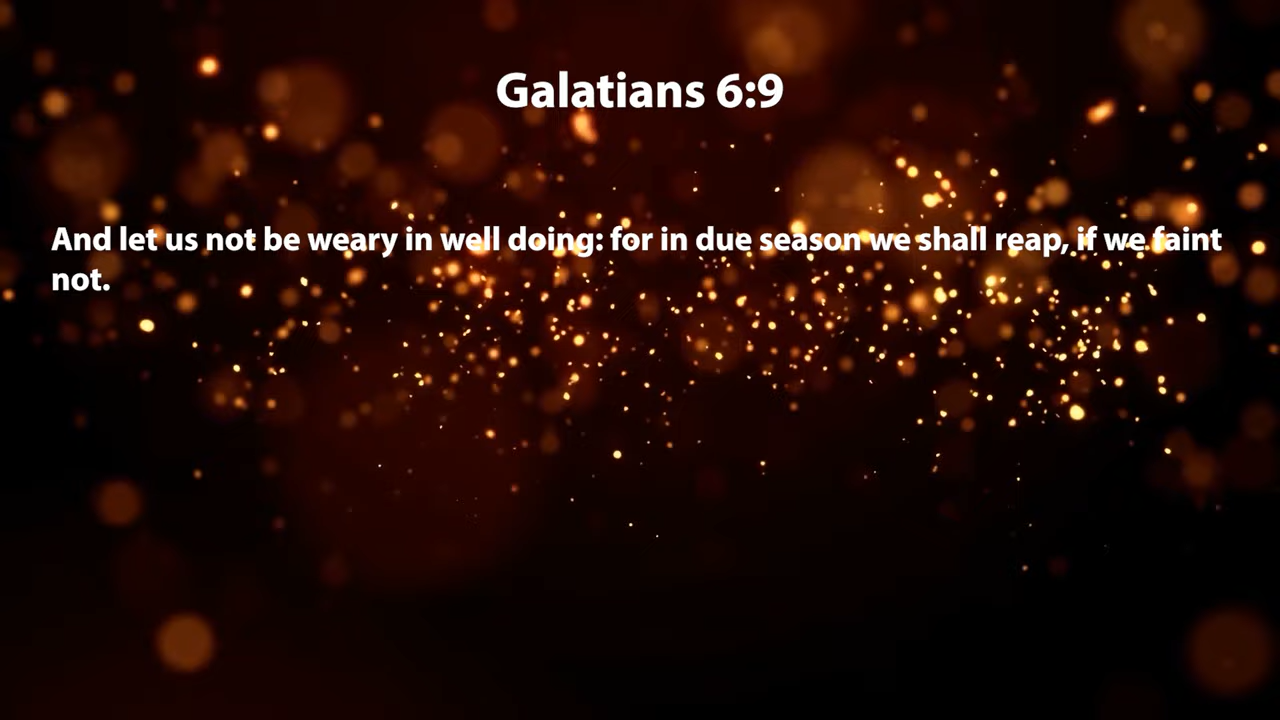 Galatians 6:9
And let us not be weary in well doing: for in due season we shall reap, if we faint
not.